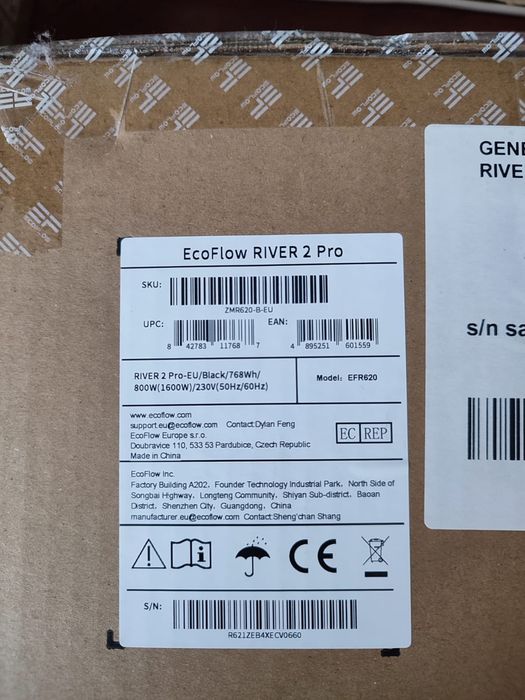 ECOFLOW
EcoFlow RIVER 2 Pro
SKU:
ZMR620-B-EU
UPC:
8 42783 11768 7
EAN:
4 895251 601559
RIVER 2 Pro-EU/Black/768Wh/
800W(1600W)/230V(50Hz/60Hz)
Model: EFR620
www.ecoflow.com
support.eu@ecoflow.com Contact:Dylan Feng
EcoFlow Europe s.r.o.
Doubravice 110, 533 53 Pardubice, Czech Republic
Made in China
EC REP
EcoFlow Inc.
Factory Building A202, Founder Technology Industrial Park, North Side of
Songbai Highway, Longteng Community, Shiyan Sub-district, Baoan
District, Shenzhen City, Guangdong, China
manufacturer.eu@ecoflow.com Contact:Sheng'chan Shang
CE
S/N:
R621ZEB4XECV0660
GENE
RIVE
s/n sa